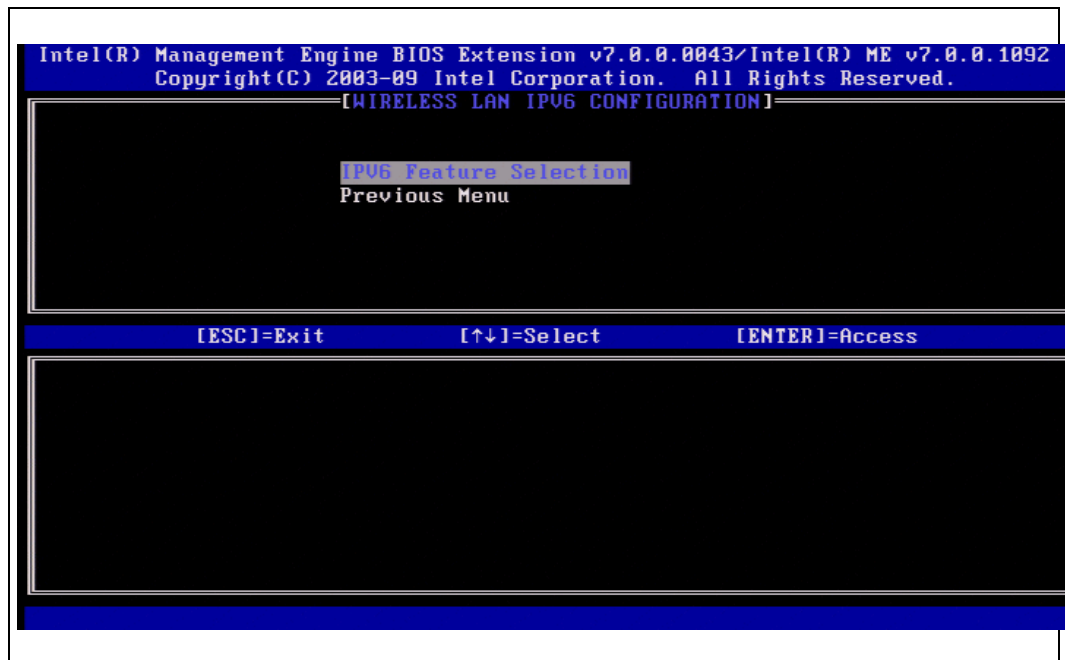 Intel(R) Management Engine BIOS Extension v7.0.0.0043/Intel(R) ME v7.0.0.1092
Copyright(C) 2003-09 Intel Corporation. All Rights Reserved.
[WIRELESS LAN IPV6 CONFIGURATION]
IPV6 Feature Selection
Previous Menu
[ESC]=Exit [↑↓]=Select [ENTER]=Access